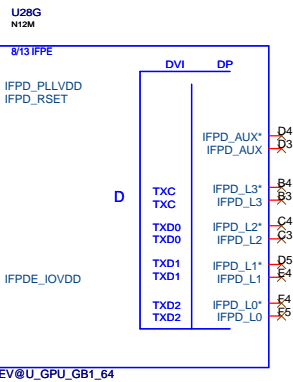 U28G
N12M
8/13 IFPE
DVI DP
IFPD_PLLVDD
IFPD_RSET
IFPD_AUX* D4
IFPD_AUX D3
D
TXC IFPD_L3* B4
TXC IFPD_L3 B3
TXD0 IFPD_L2* C4
TXD0 IFPD_L2 C3
TXD1 IFPD_L1* D5
TXD1 IFPD_L1 E4
IFPDE_IOVDD
TXD2 IFPD_L0* F4
TXD2 IFPD_L0 F5
EV@U_GPU_GB1_64